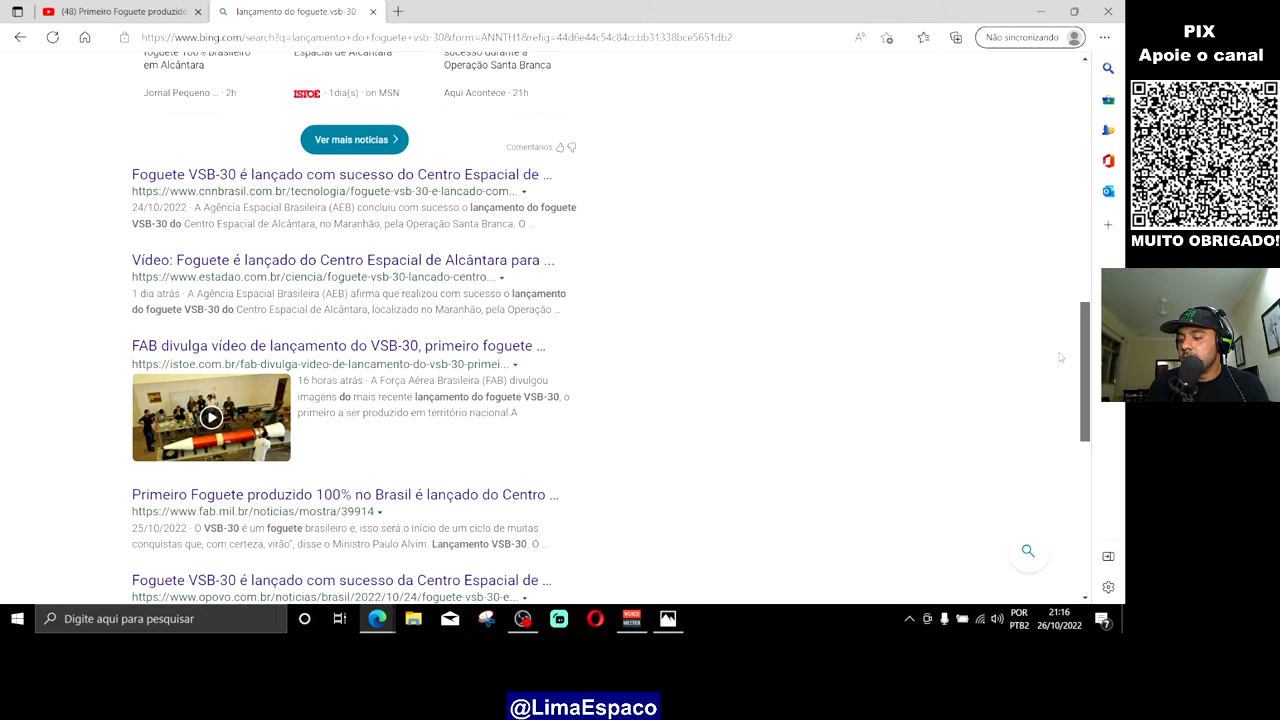 (48) Primeiro Foguete produzido
lançamento do foguete vsb-30
https://www.bing.com/search?q=lançamento+do+foguete+vsb-30&form=ANNTH1&refig=44d6e44c54c84ccbb31338bce5651db2
Não sincronizando
PIX
Apoie o canal
MUITO OBRIGADO!
foguete 100% brasileiro
em Alcântara
Jornal Pequeno ... · 2h
Espacial de Alcântara
ISTOÉ · 1dia(s) · on MSN
sucesso durante a
Operação Santa Branca
Aqui Acontece · 21h
Ver mais notícias
Comentários
Foguete VSB-30 é lançado com sucesso do Centro Espacial de ...
https://www.cnnbrasil.com.br/tecnologia/foguete-vsb-30-e-lancado-com...
24/10/2022 · A Agência Espacial Brasileira (AEB) concluiu com sucesso o lançamento do foguete
VSB-30 do Centro Espacial de Alcântara, no Maranhão, pela Operação Santa Branca. O ...
Vídeo: Foguete é lançado do Centro Espacial de Alcântara para ...
https://www.estadao.com.br/ciencia/foguete-vsb-30-lancado-centro...
1 dia atrás · A Agência Espacial Brasileira (AEB) afirma que realizou com sucesso o lançamento
do foguete VSB-30 do Centro Espacial de Alcântara, localizado no Maranhão, pela Operação ...
FAB divulga vídeo de lançamento do VSB-30, primeiro foguete ...
https://istoe.com.br/fab-divulga-video-de-lancamento-do-vsb-30-primei...
16 horas atrás · A Força Aérea Brasileira (FAB) divulgou
imagens do mais recente lançamento do foguete VSB-30, o
primeiro a ser produzido em território nacional.A
Primeiro Foguete produzido 100% no Brasil é lançado do Centro ...
https://www.fab.mil.br/noticias/mostra/39914
25/10/2022 · O VSB-30 é um foguete brasileiro e, isso será o início de um ciclo de muitas
conquistas que, com certeza, virão", disse o Ministro Paulo Alvim. Lançamento VSB-30. O ...
Foguete VSB-30 é lançado com sucesso da Centro Espacial de ...
https://www.opovo.com.br/noticias/brasil/2022/10/24/foguete-vsb-30-e...
Digite aqui para pesquisar
VOICE
MEETER
POR
PTB2
21:16
26/10/2022
7
@LimaEspaco